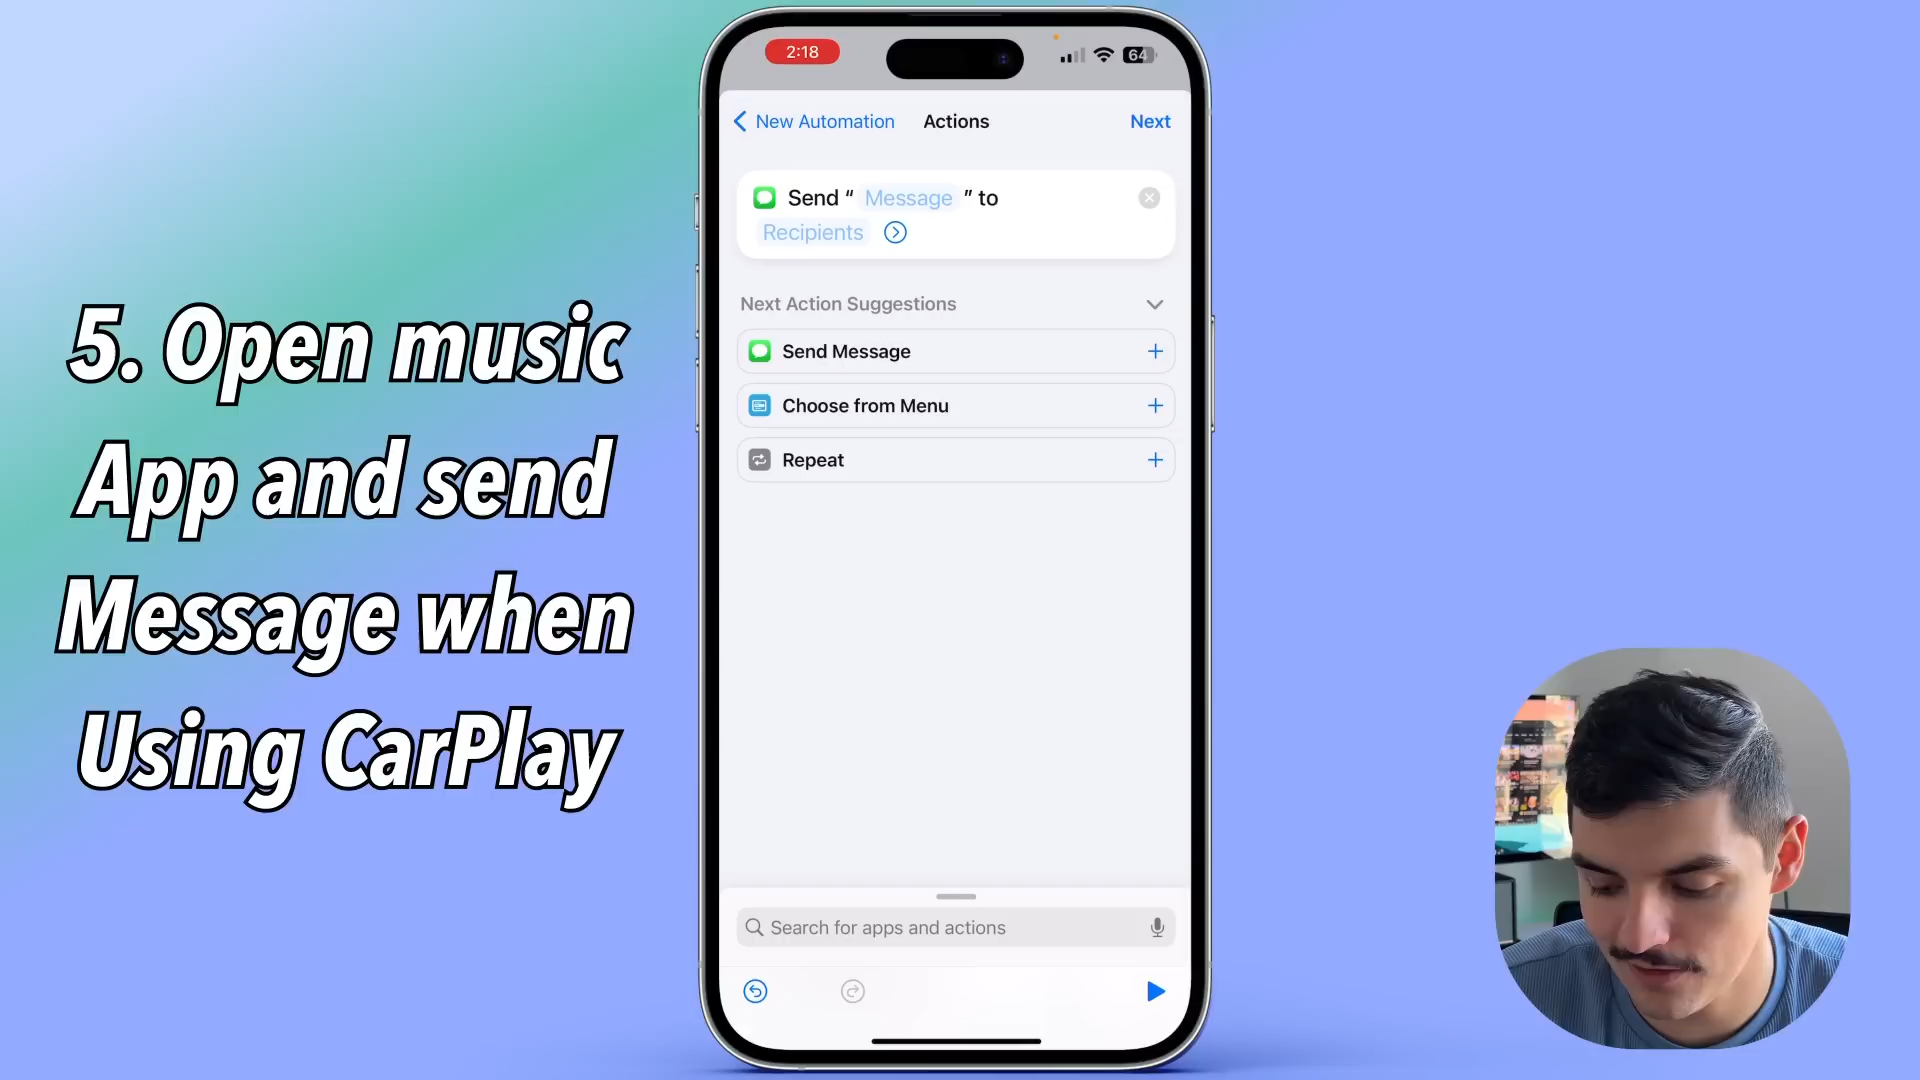 5. Open music
App and send
Message when
Using CarPlay
2:18
64
New Automation
Actions
Next
Send “ Message ” to
Recipients
Next Action Suggestions
Send Message
Choose from Menu
Repeat
Search for apps and actions